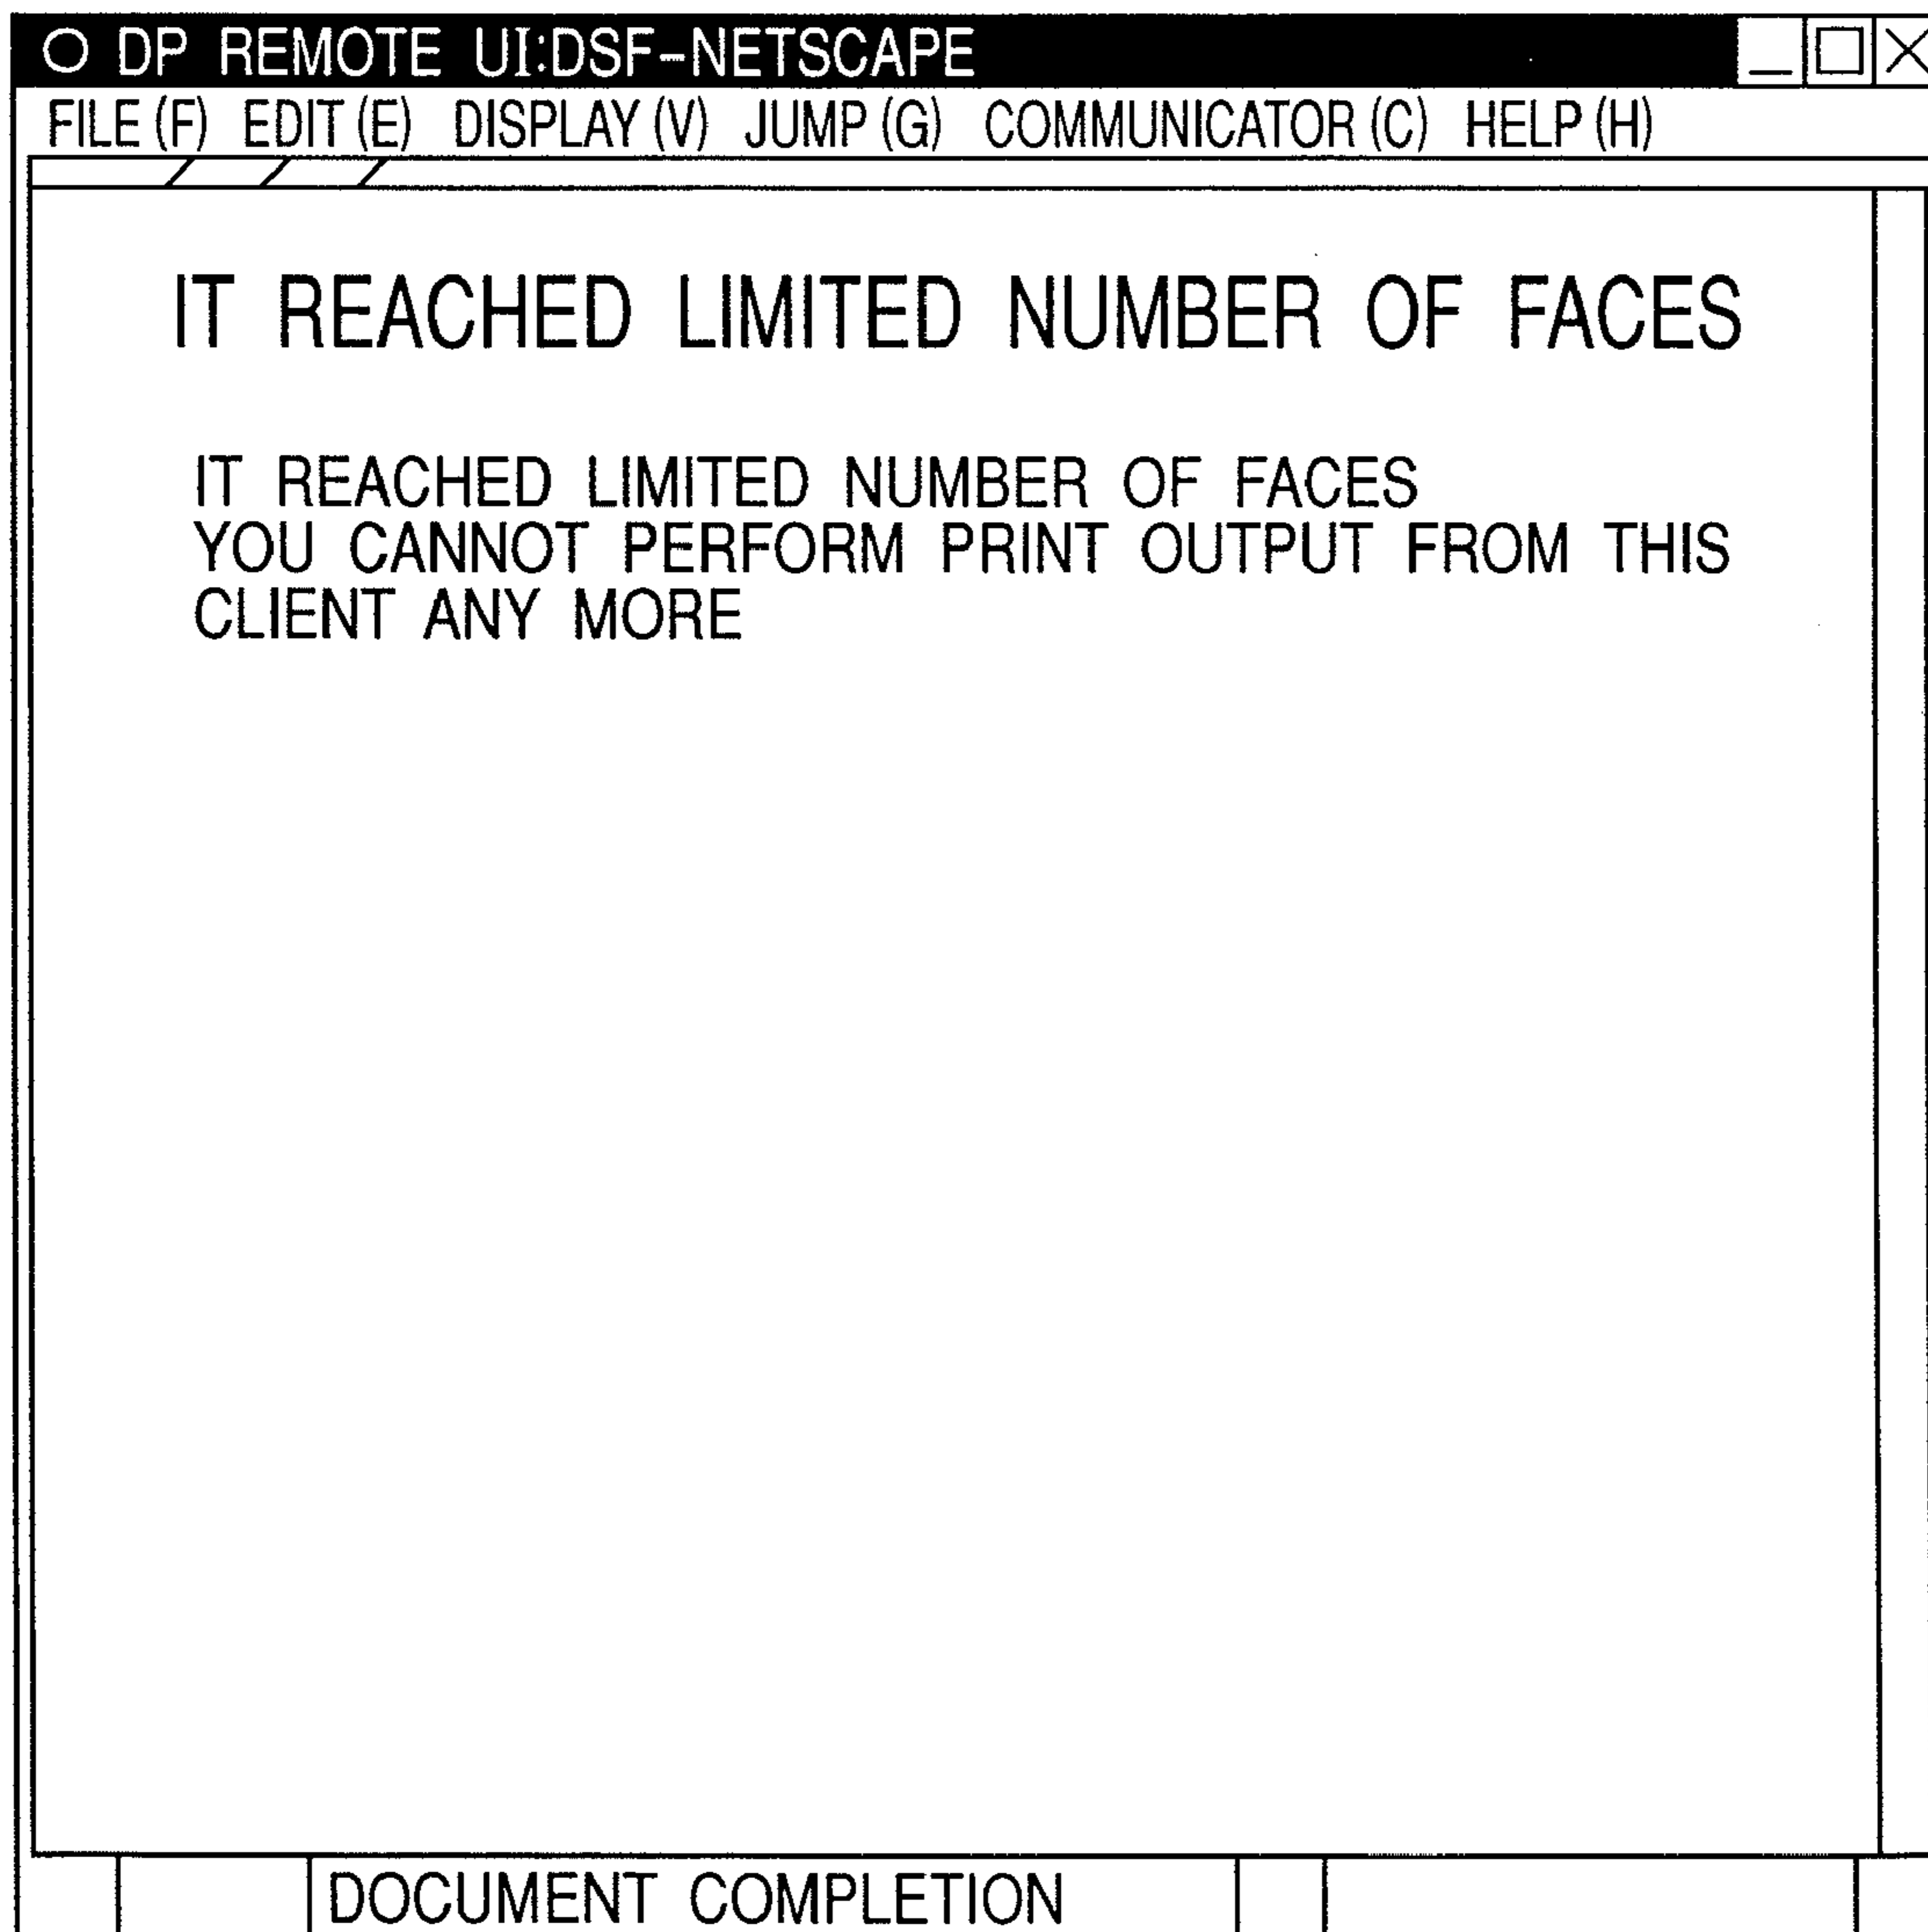 DP REMOTE UI:DSF-NETSCAPE
FILE (F) EDIT (E) DISPLAY (V) JUMP (G) COMMUNICATOR (C) HELP (H)
IT REACHED LIMITED NUMBER OF FACES
IT REACHED LIMITED NUMBER OF FACES
YOU CANNOT PERFORM PRINT OUTPUT FROM THIS
CLIENT ANY MORE
DOCUMENT COMPLETION